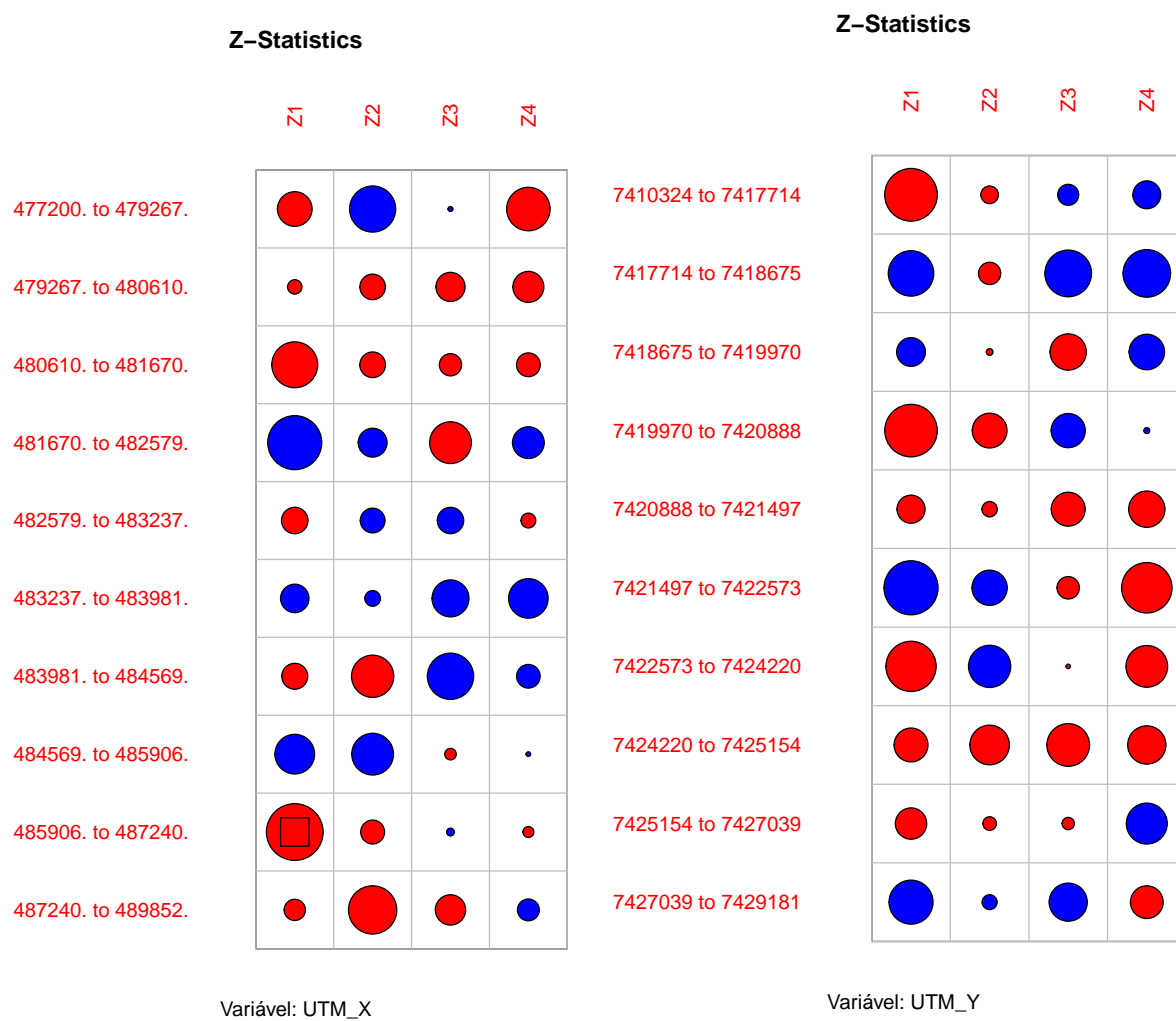 Z−Statistics
Z1 Z2 Z3 Z4
477200. to 479267.
479267. to 480610.
480610. to 481670.
481670. to 482579.
482579. to 483237.
483237. to 483981.
483981. to 484569.
484569. to 485906.
485906. to 487240.
487240. to 489852.
Variável: UTM_X
Z−Statistics
Z1 Z2 Z3 Z4
7410324 to 7417714
7417714 to 7418675
7418675 to 7419970
7419970 to 7420888
7420888 to 7421497
7421497 to 7422573
7422573 to 7424220
7424220 to 7425154
7425154 to 7427039
7427039 to 7429181
Variável: UTM_Y